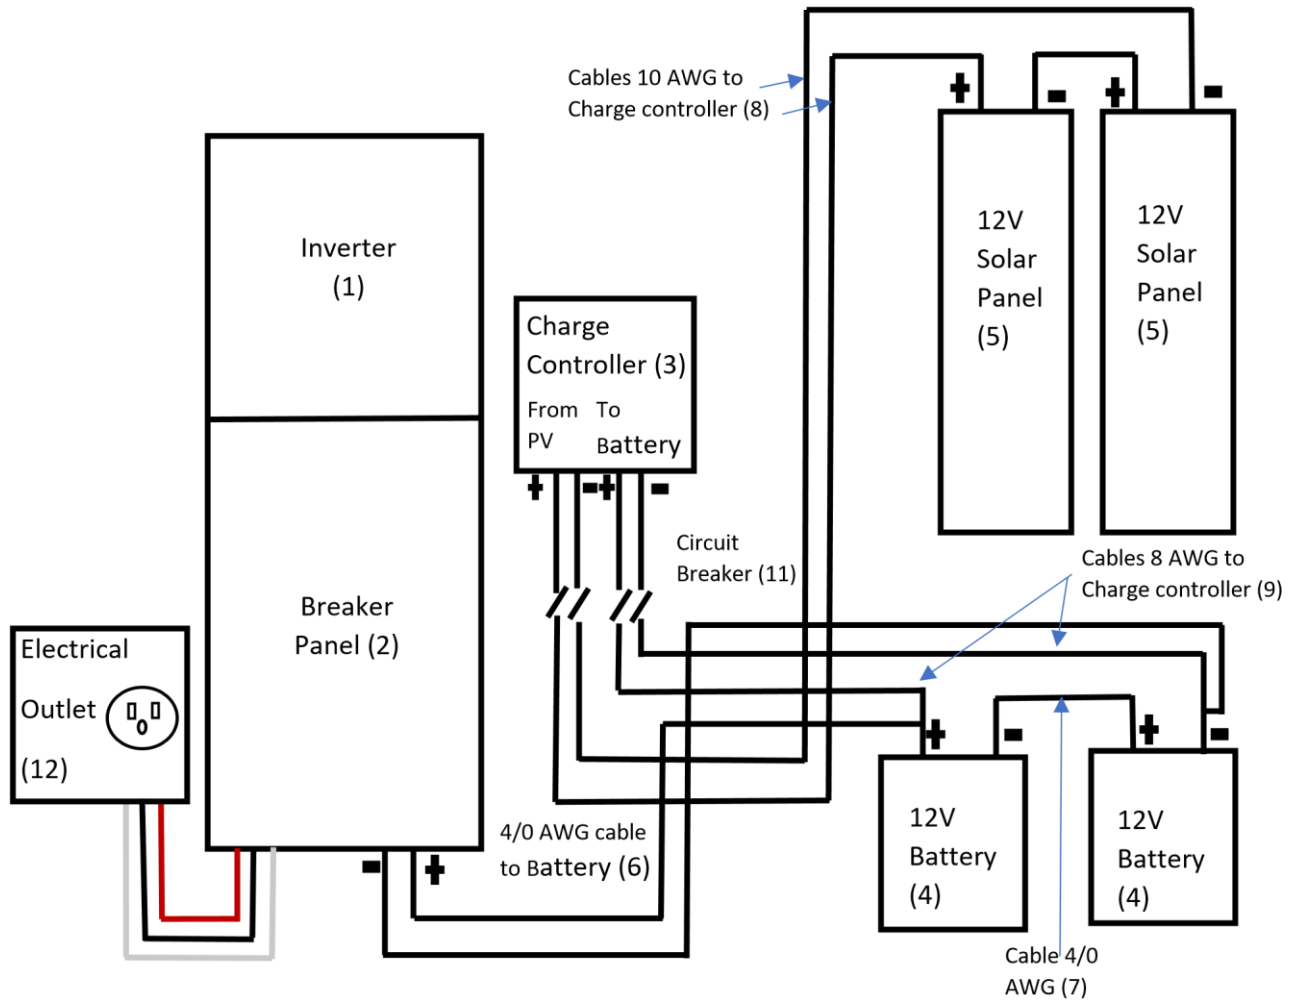 Cables 10 AWG to
Charge controller (8)
+
-
+
-
12V
Solar
Panel
(5)
12V
Solar
Panel
(5)
Inverter
(1)
Charge
Controller (3)
From To
PV Battery
+
-
+
-
Circuit
Breaker (11)
Cables 8 AWG to
Charge controller (9)
Breaker
Panel (2)
Electrical
Outlet
(12)
+
-
+
-
12V
Battery
(4)
12V
Battery
(4)
4/0 AWG cable
to Battery (6)
-
+
Cable 4/0
AWG (7)